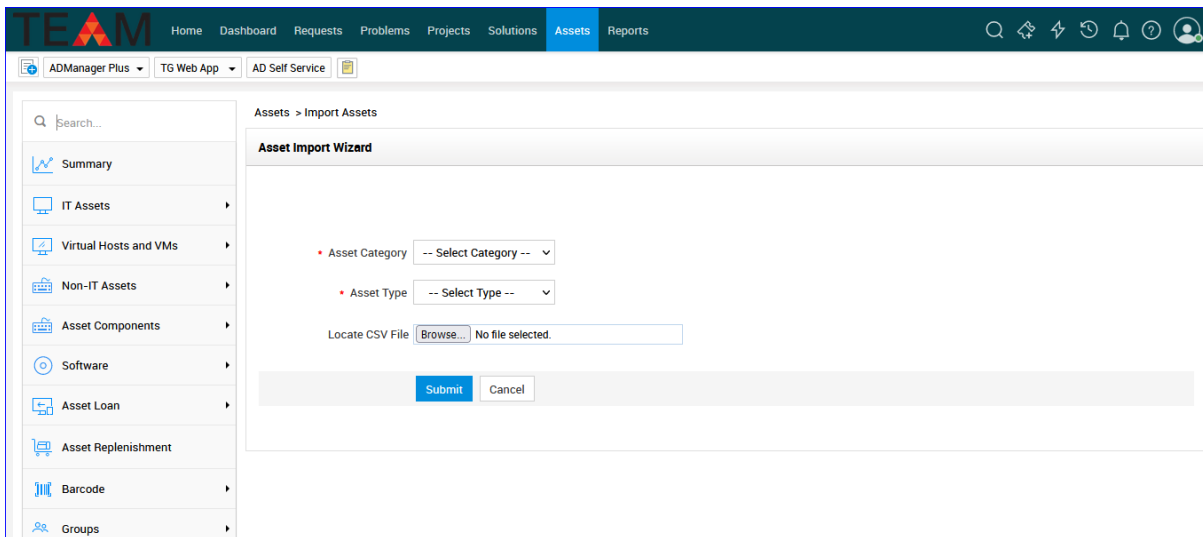 TEAM
Home Dashboard Requests Problems Projects Solutions Assets Reports
ADManager Plus TG Web App AD Self Service
Search...
Summary
IT Assets
Virtual Hosts and VMs
Non-IT Assets
Asset Components
Software
Asset Loan
Asset Replenishment
Barcode
Groups
Assets > Import Assets
Asset Import Wizard
* Asset Category -- Select Category --
* Asset Type -- Select Type --
Locate CSV File Browse... No file selected.
Submit Cancel